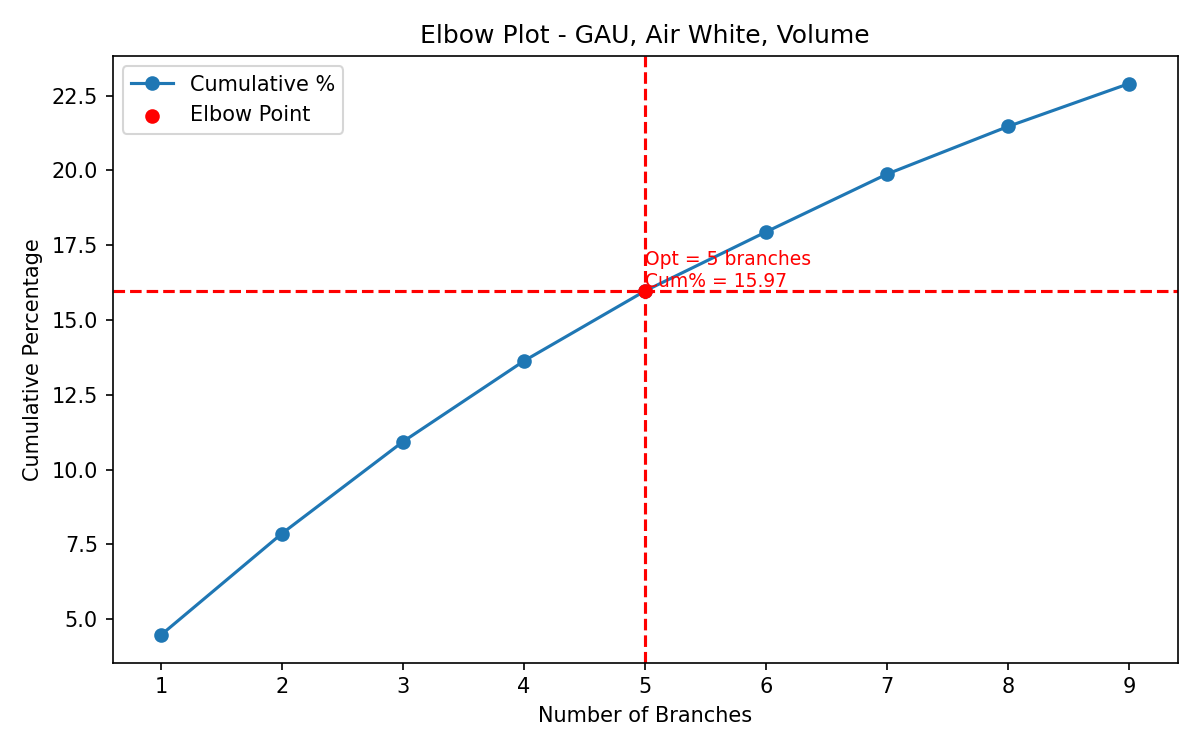 Elbow Plot - GAU, Air White, Volume
Cumulative %
Elbow Point
22.5
20.0
17.5
15.0
12.5
10.0
7.5
5.0
Cumulative Percentage
Opt = 5 branches
Cum% = 15.97
1 2 3 4 5 6 7 8 9
Number of Branches